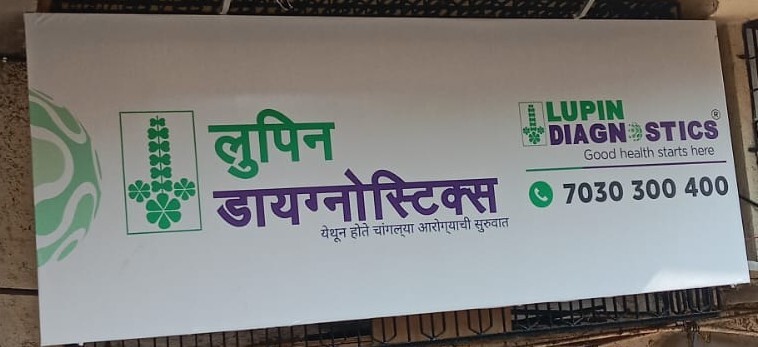 लुपिन
डायग्नोस्टिक्स
येथून होते चांगल्या आरोग्याची सुरुवात
LUPIN
DIAGNOSTICS®
Good health starts here
7030 300 400